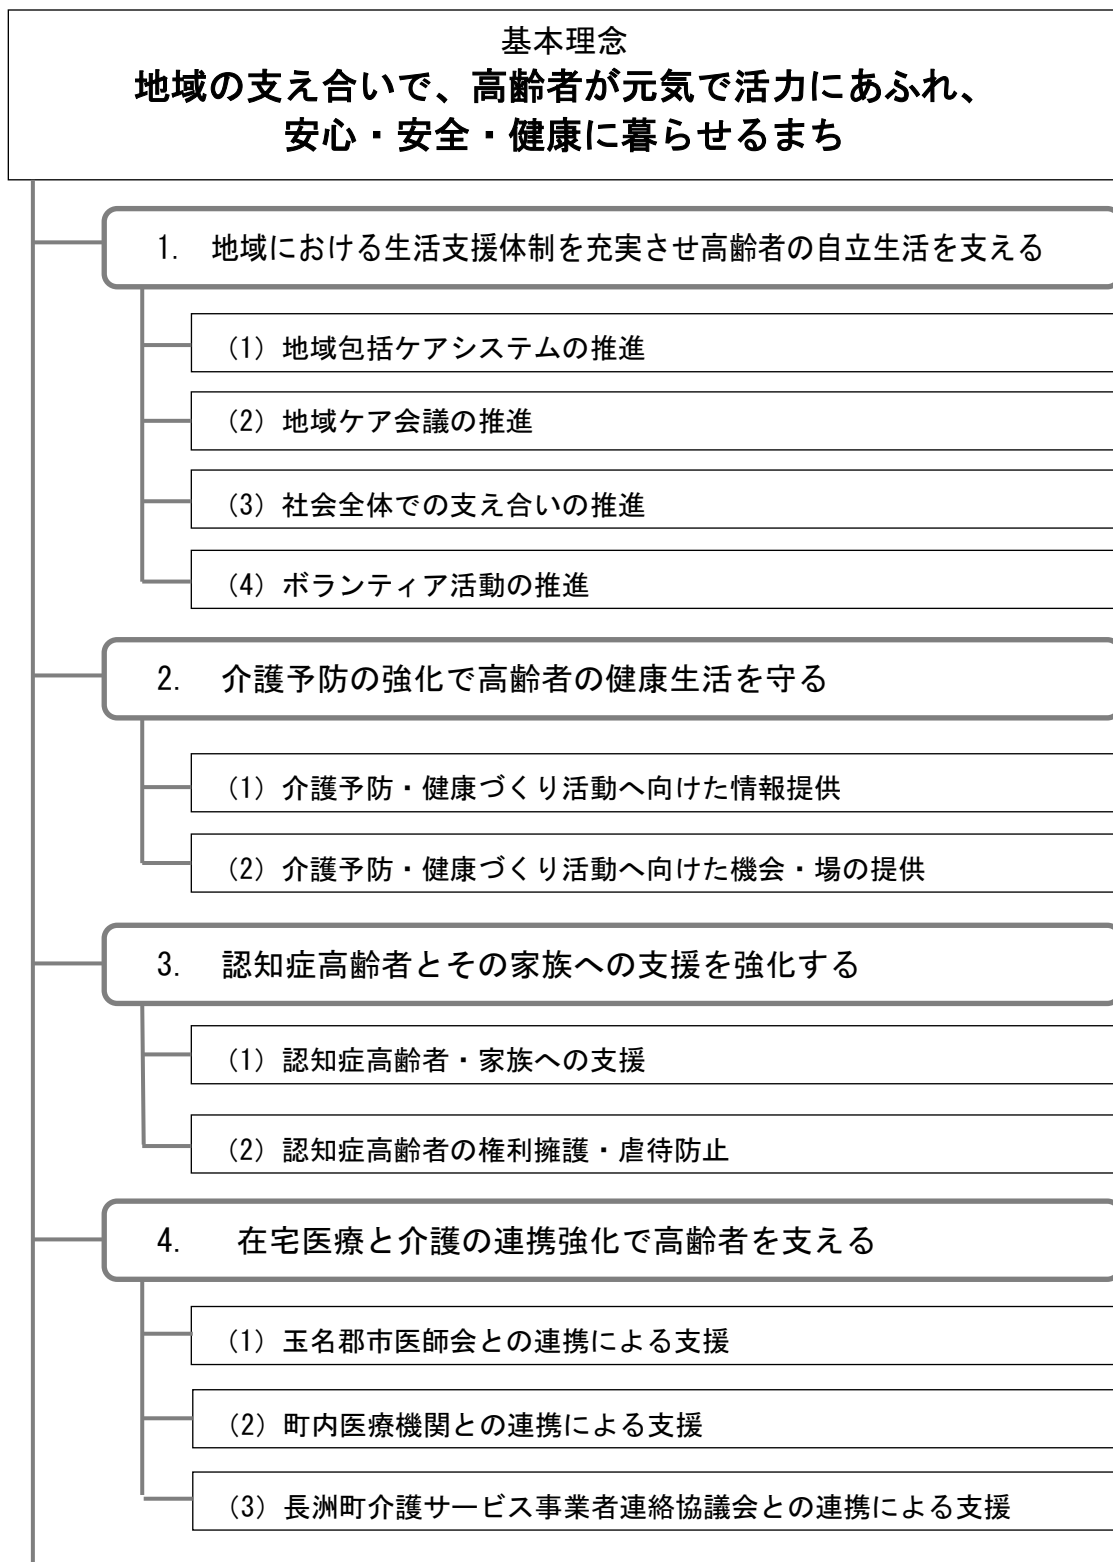 基本理念
地域の支え合いで、高齢者が元気で活力にあふれ、
安心・安全・健康に暮らせるまち
1. 地域における生活支援体制を充実させ高齢者の自立生活を支える
(1) 地域包括ケアシステムの推進
(2) 地域ケア会議の推進
(3) 社会全体での支え合いの推進
(4) ボランティア活動の推進
2. 介護予防の強化で高齢者の健康生活を守る
(1) 介護予防・健康づくり活動へ向けた情報提供
(2) 介護予防・健康づくり活動へ向けた機会・場の提供
3. 認知症高齢者とその家族への支援を強化する
(1) 認知症高齢者・家族への支援
(2) 認知症高齢者の権利擁護・虐待防止
4. 在宅医療と介護の連携強化で高齢者を支える
(1) 玉名郡市医師会との連携による支援
(2) 町内医療機関との連携による支援
(3) 長洲町介護サービス事業者連絡協議会との連携による支援